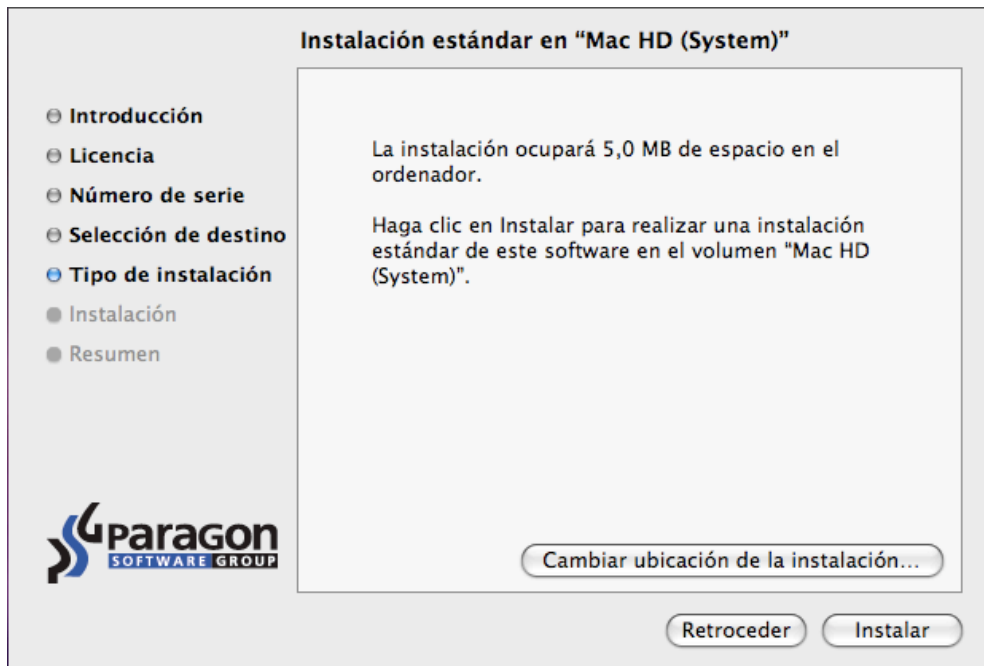 Instalación estándar en “Mac HD (System)”
Introducción
Licencia
Número de serie
Selección de destino
Tipo de instalación
Instalación
Resumen
La instalación ocupará 5,0 MB de espacio en el
ordenador.
Haga clic en Instalar para realizar una instalación
estándar de este software en el volumen “Mac HD
(System)”.
Paragon
SOFTWARE GROUP
Cambiar ubicación de la instalación...
Retroceder
Instalar